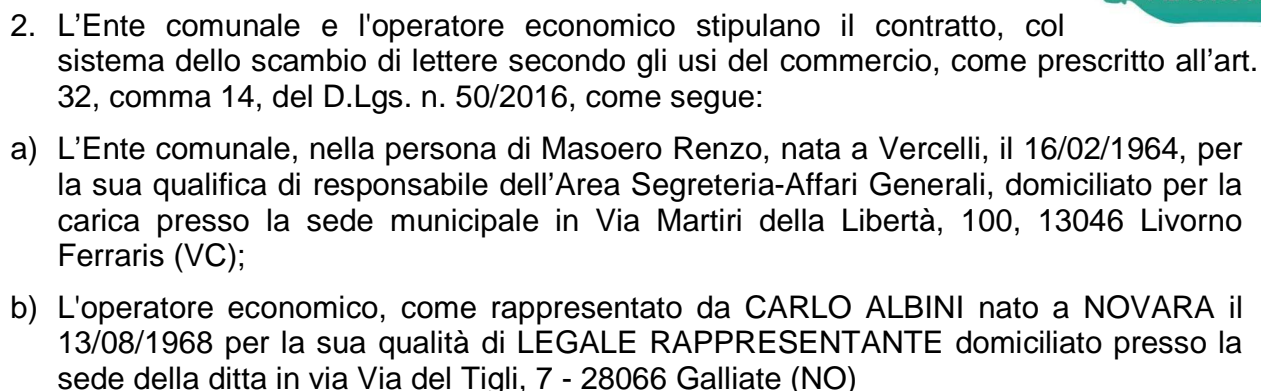 2. L’Ente comunale e l'operatore economico stipulano il contratto, col
sistema dello scambio di lettere secondo gli usi del commercio, come prescritto all’art.
32, comma 14, del D.Lgs. n. 50/2016, come segue:
a) L’Ente comunale, nella persona di Masoero Renzo, nata a Vercelli, il 16/02/1964, per
la sua qualifica di responsabile dell’Area Segreteria-Affari Generali, domiciliato per la
carica presso la sede municipale in Via Martiri della Libertà, 100, 13046 Livorno
Ferraris (VC);
b) L'operatore economico, come rappresentato da CARLO ALBINI nato a NOVARA il
13/08/1968 per la sua qualità di LEGALE RAPPRESENTANTE domiciliato presso la
sede della ditta in via Via del Tigli, 7 - 28066 Galliate (NO)